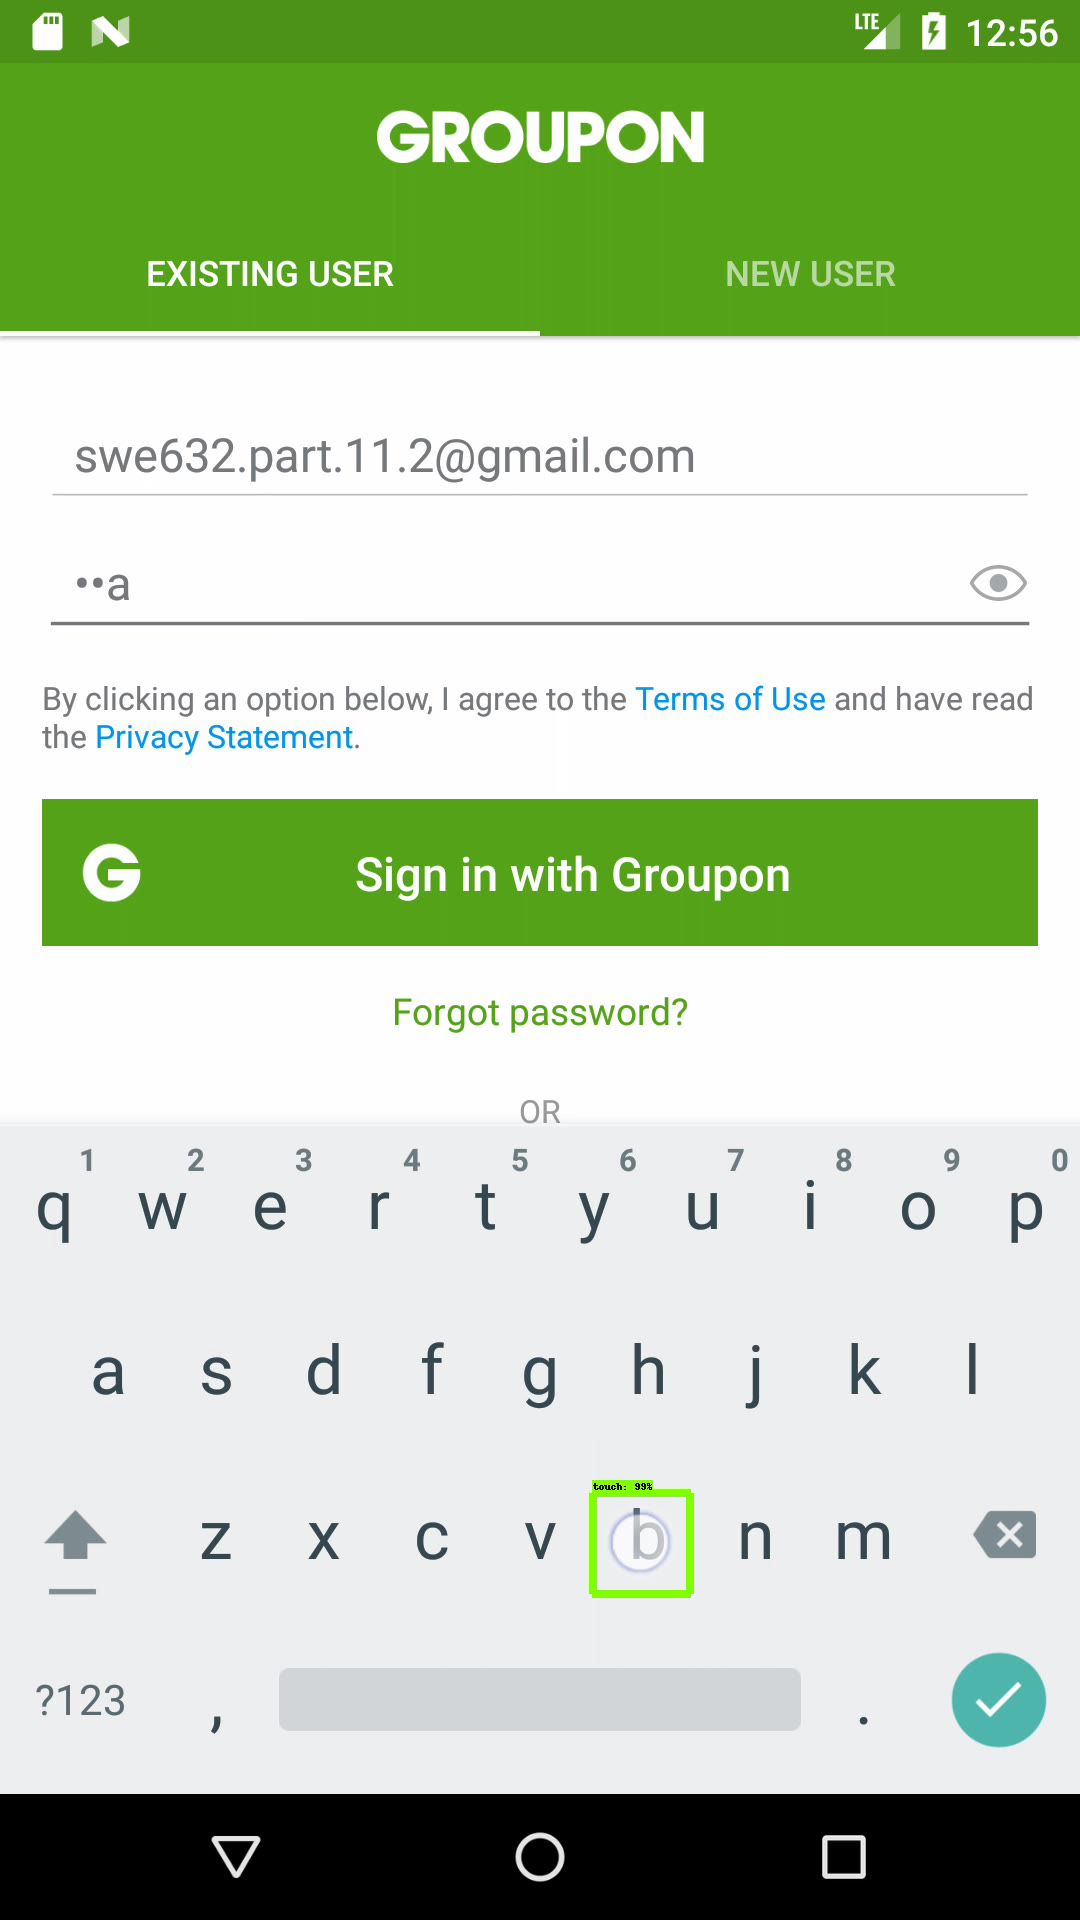 LTE 12:56
GROUPON
EXISTING USER NEW USER
swe632.part.11.2@gmail.com
••a
By clicking an option below, I agree to the Terms of Use and have read
the Privacy Statement.
G Sign in with Groupon
Forgot password?
OR
1 2 3 4 5 6 7 8 9 0
q w e r t y u i o p
a s d f g h j k l
touch: 99%
z x c v b n m
?123 , .